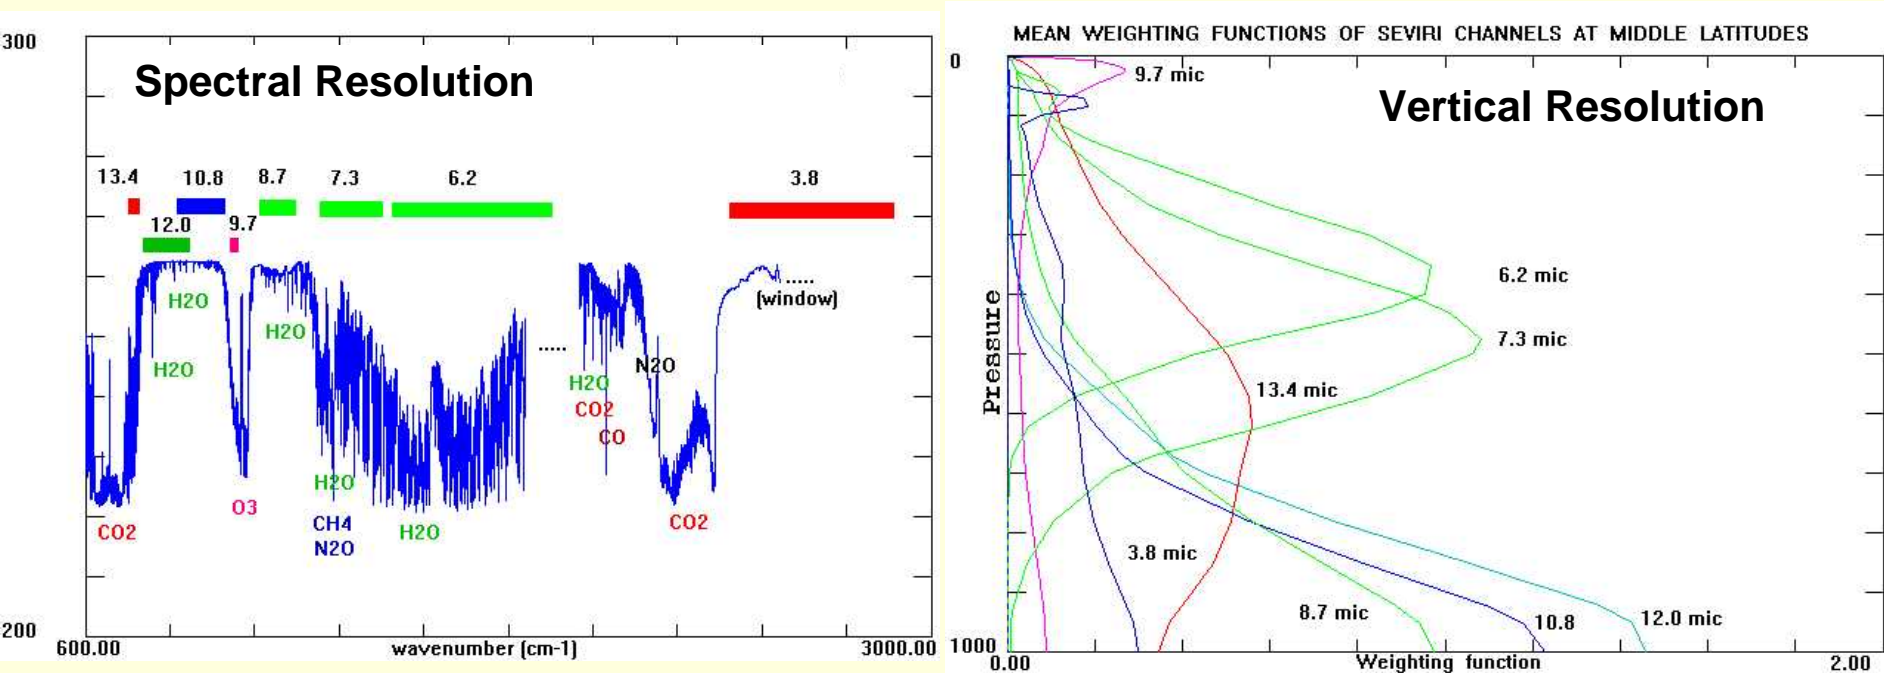 300
Spectral Resolution
13.4
10.8
8.7
7.3
6.2
3.8
12.0
9.7
H2O
H2O
H2O
.....
(window)
.....
N2O
H2O
CO2
CO
H2O
O3
CO2
CH4
N2O
H2O
CO2
200
600.00
wavenumber (cm-1)
3000.00
MEAN WEIGHTING FUNCTIONS OF SEVIRI CHANNELS AT MIDDLE LATITUDES
0
9.7 mic
Vertical Resolution
6.2 mic
7.3 mic
Pressure
13.4 mic
3.8 mic
8.7 mic
10.8
12.0 mic
1000
0.00
Weighting function
2.00